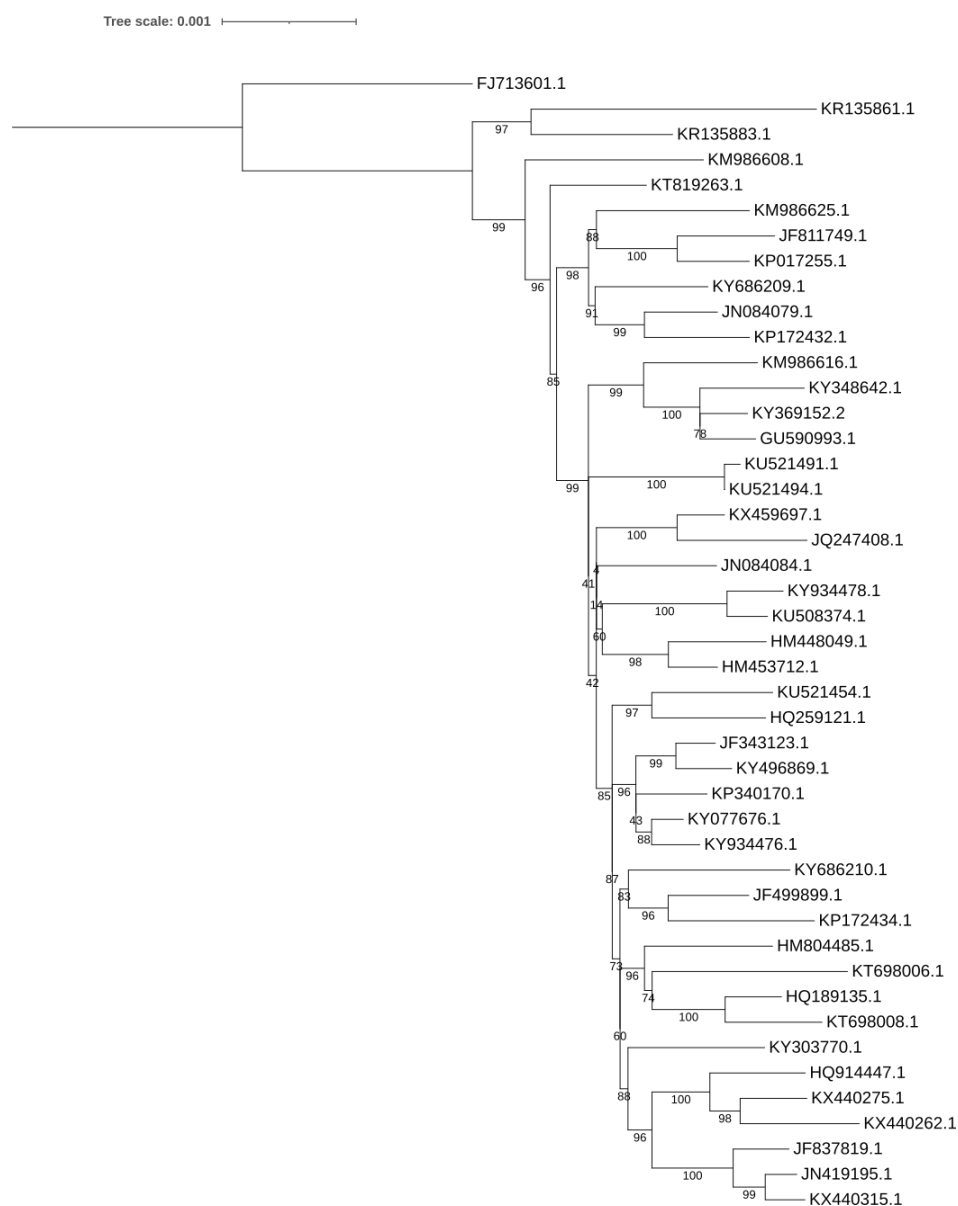 Tree scale: 0.001
FJ713601.1
KR135861.1
97
KR135883.1
KM986608.1
KT819263.1
99
KM986625.1
88
JF811749.1
100
KP017255.1
98
96
KY686209.1
91
JN084079.1
99
KP172432.1
KM986616.1
85
KY348642.1
99
100
KY369152.2
78
GU590993.1
KU521491.1
100
99
KU521494.1
KX459697.1
100
JQ247408.1
JN084084.1
4
41
KY934478.1
14
100
KU508374.1
60
HM448049.1
98
HM453712.1
42
KU521454.1
97
HQ259121.1
JF343123.1
99
KY496869.1
96
85
KP340170.1
43
KY077676.1
88
KY934476.1
KY686210.1
87
83
JF499899.1
96
KP172434.1
HM804485.1
73
96
KT698006.1
74
HQ189135.1
100
KT698008.1
60
KY303770.1
HQ914447.1
88
100
KX440275.1
98
KX440262.1
96
JF837819.1
100
JN419195.1
99
KX440315.1